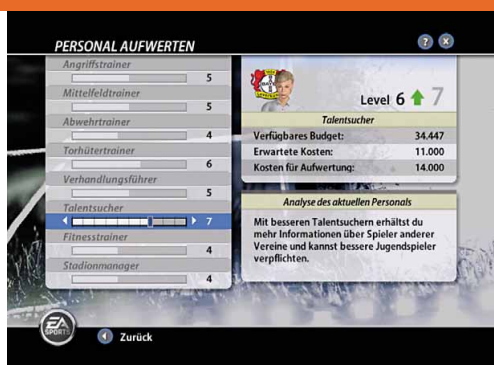 PERSONAL AUFWERTEN
Angriffstrainer
5
Mittelfeldtrainer
5
Abwehrtrainer
4
Torhütertrainer
6
Verhandlungsführer
5
Talentsucher
7
Fitnesstrainer
4
Stadionmanager
4
Level 6 7
Talentsucher
Verfügbares Budget: 34.447
Erwartete Kosten: 11.000
Kosten für Aufwertung: 14.000
Analyse des aktuellen Personals
Mit besseren Talentsuchern erhältst du
mehr Informationen über Spieler anderer
Vereine und kannst bessere Jugendspieler
verpflichten.
EA
SPORTS
Zurück